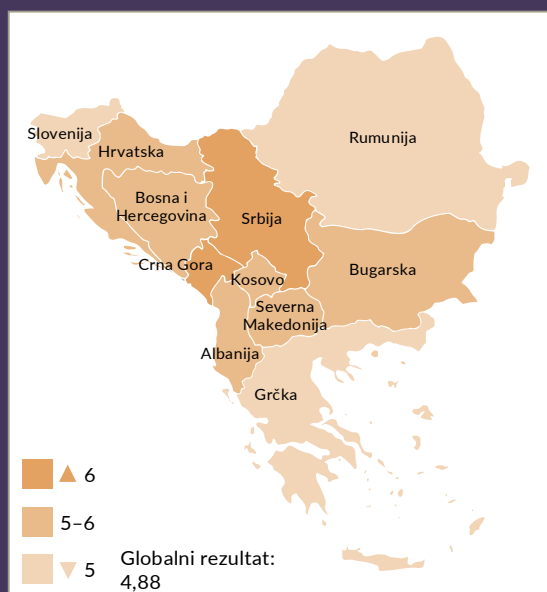 Slovenija
Hrvatska
Rumunija
Bosna i
Hercegovina
Srbija
Crna Gora
Kosovo
Bugarska
Severna
Makedonija
Albanija
Grčka
▲ 6
5–6
▼ 5
Globalni rezultat:
4,88